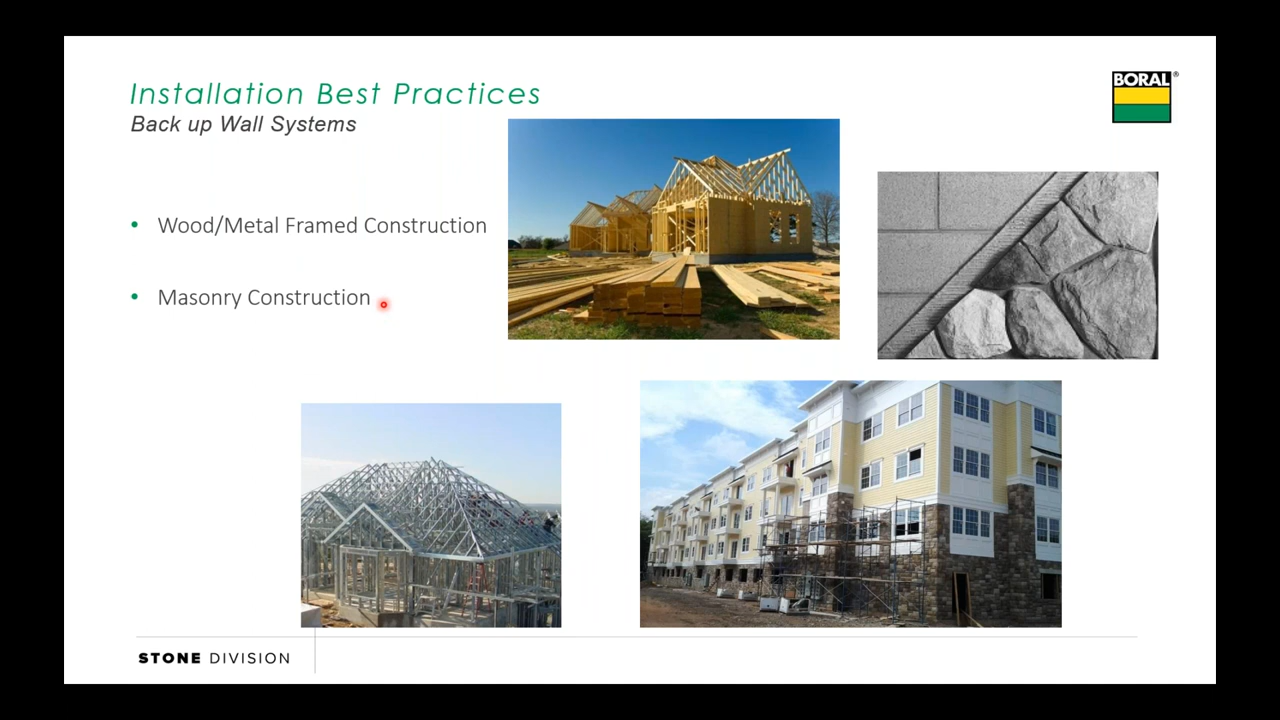 Installation Best Practices
Back up Wall Systems
BORAL®
• Wood/Metal Framed Construction
• Masonry Construction
STONE DIVISION